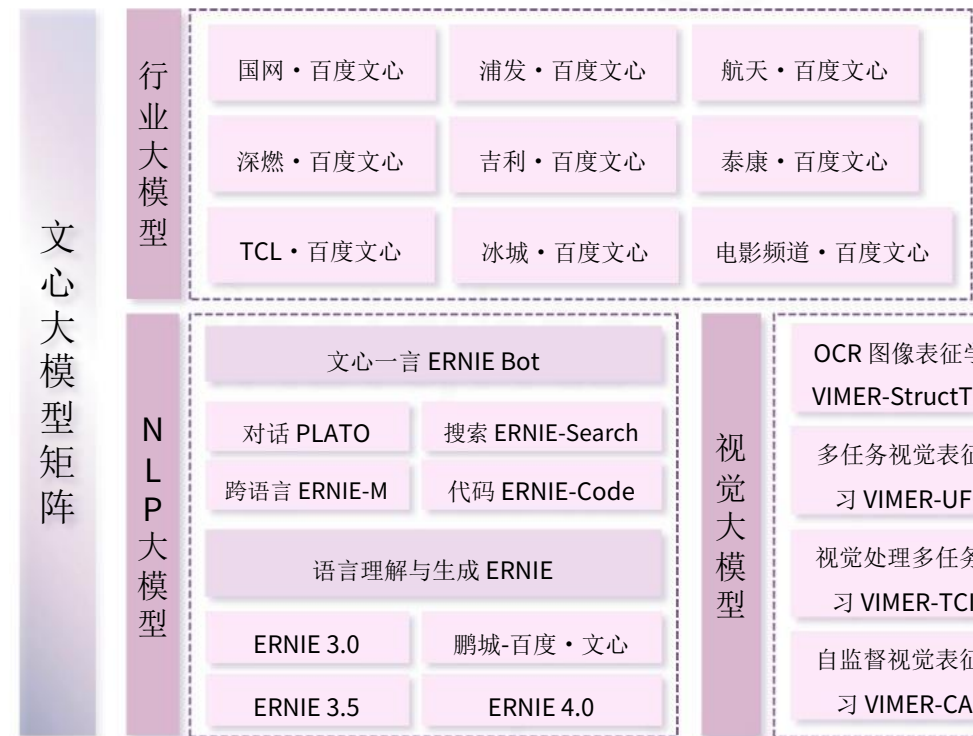 文心大模型矩阵
行业大模型
国网・百度文心
浦发・百度文心
航天・百度文心
深燃・百度文心
吉利・百度文心
泰康・百度文心
TCL・百度文心
冰城・百度文心
电影频道・百度文心
NLP大模型
文心一言 ERNIE Bot
对话 PLATO
搜索 ERNIE-Search
跨语言 ERNIE-M
代码 ERNIE-Code
语言理解与生成 ERNIE
ERNIE 3.0
鹏城-百度・文心
ERNIE 3.5
ERNIE 4.0
视觉大模型
OCR 图像表征学
VIMER-StructT
多任务视觉表征
习 VIMER-UF
视觉处理多任务
习 VIMER-TCI
自监督视觉表征
习 VIMER-CA